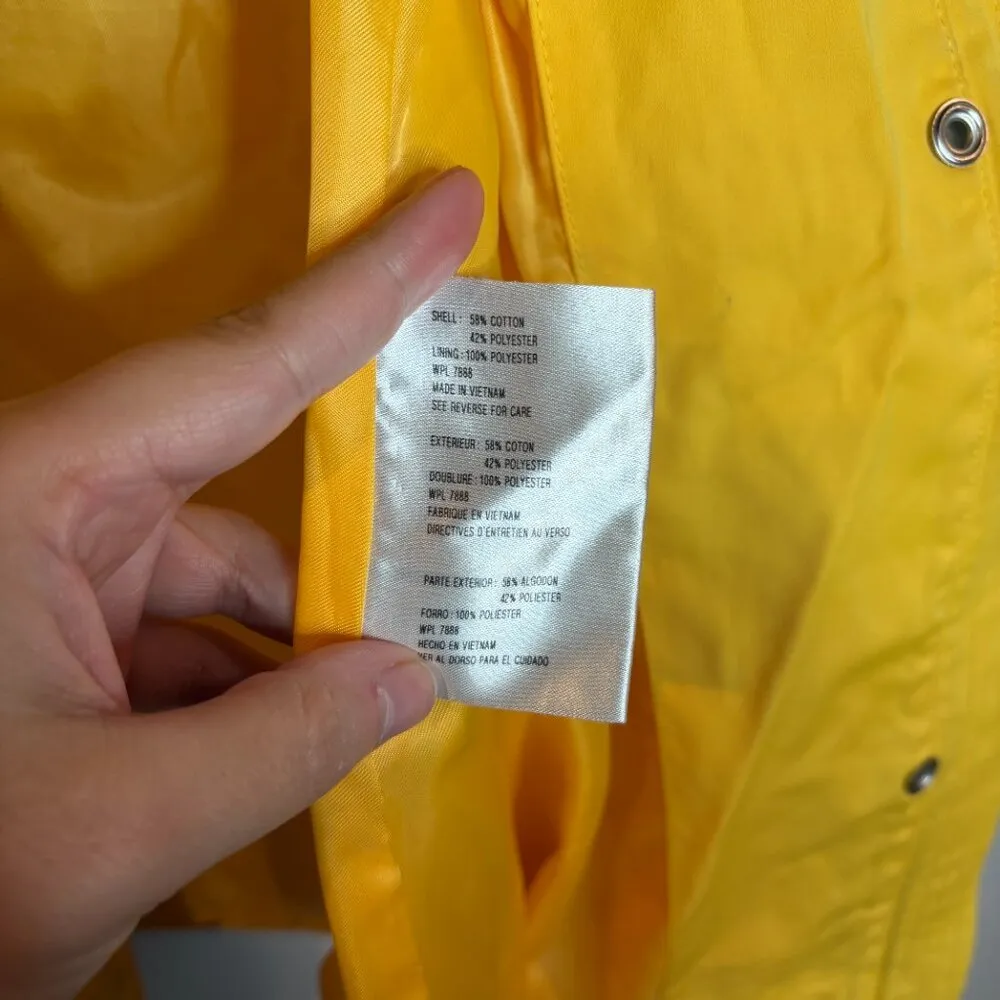 SHELL: 58% COTTON
42% POLYESTER
LINING:100% POLYESTER
WPL 7888
MADE IN VIETNAM
SEE REVERSE FOR CARE
EXTERIEUR: 58% COTON
42% POLYESTER
DOUBLURE:100% POLYESTER
WPL 7888
FABRIQUE EN VIETNAM
DIRECTIVES D'ENTRETIEN AU VERSO
PARTE EXTERIOR: 58% ALGODON
42% POLIESTER
FORRO:100% POLIESTER
WPL 7888
HECHO EN VIETNAM
VER AL DORSO PARA EL CUIDADO